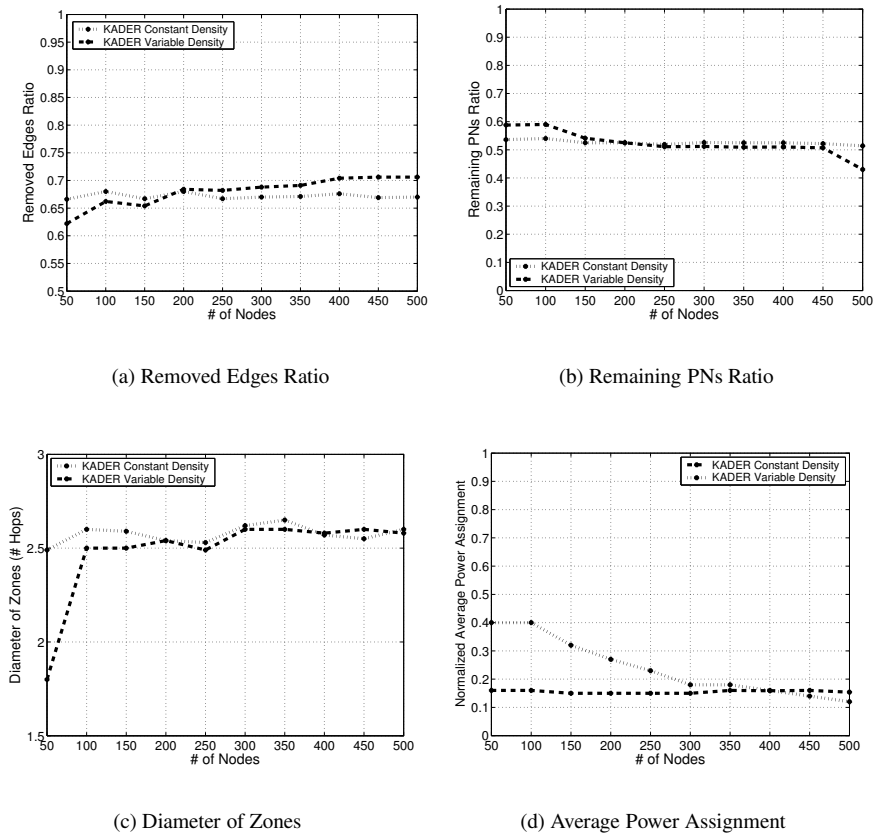 1
0.95
0.9
0.85
0.8
0.75
0.7
0.65
0.6
0.55
0.5
50 100 150 200 250 300 350 400 450 500
# of Nodes
Removed Edges Ratio
KADER Constant Density
KADER Variable Density
(a) Removed Edges Ratio
1
0.9
0.8
0.7
0.6
0.5
0.4
0.3
0.2
0.1
0
50 100 150 200 250 300 350 400 450 500
# of Nodes
Remaining PNs Ratio
KADER Constant Density
KADER Variable Density
(b) Remaining PNs Ratio
3
2.5
2
1.5
50 100 150 200 250 300 350 400 450 500
# of Nodes
Diameter of Zones (# Hops)
KADER Constant Density
KADER Variable Density
(c) Diameter of Zones
1
0.9
0.8
0.7
0.6
0.5
0.4
0.3
0.2
0.1
0
50 100 150 200 250 300 350 400 450 500
# of Nodes
Normalized Average Power Assignment
KADER Constant Density
KADER Variable Density
(d) Average Power Assignment